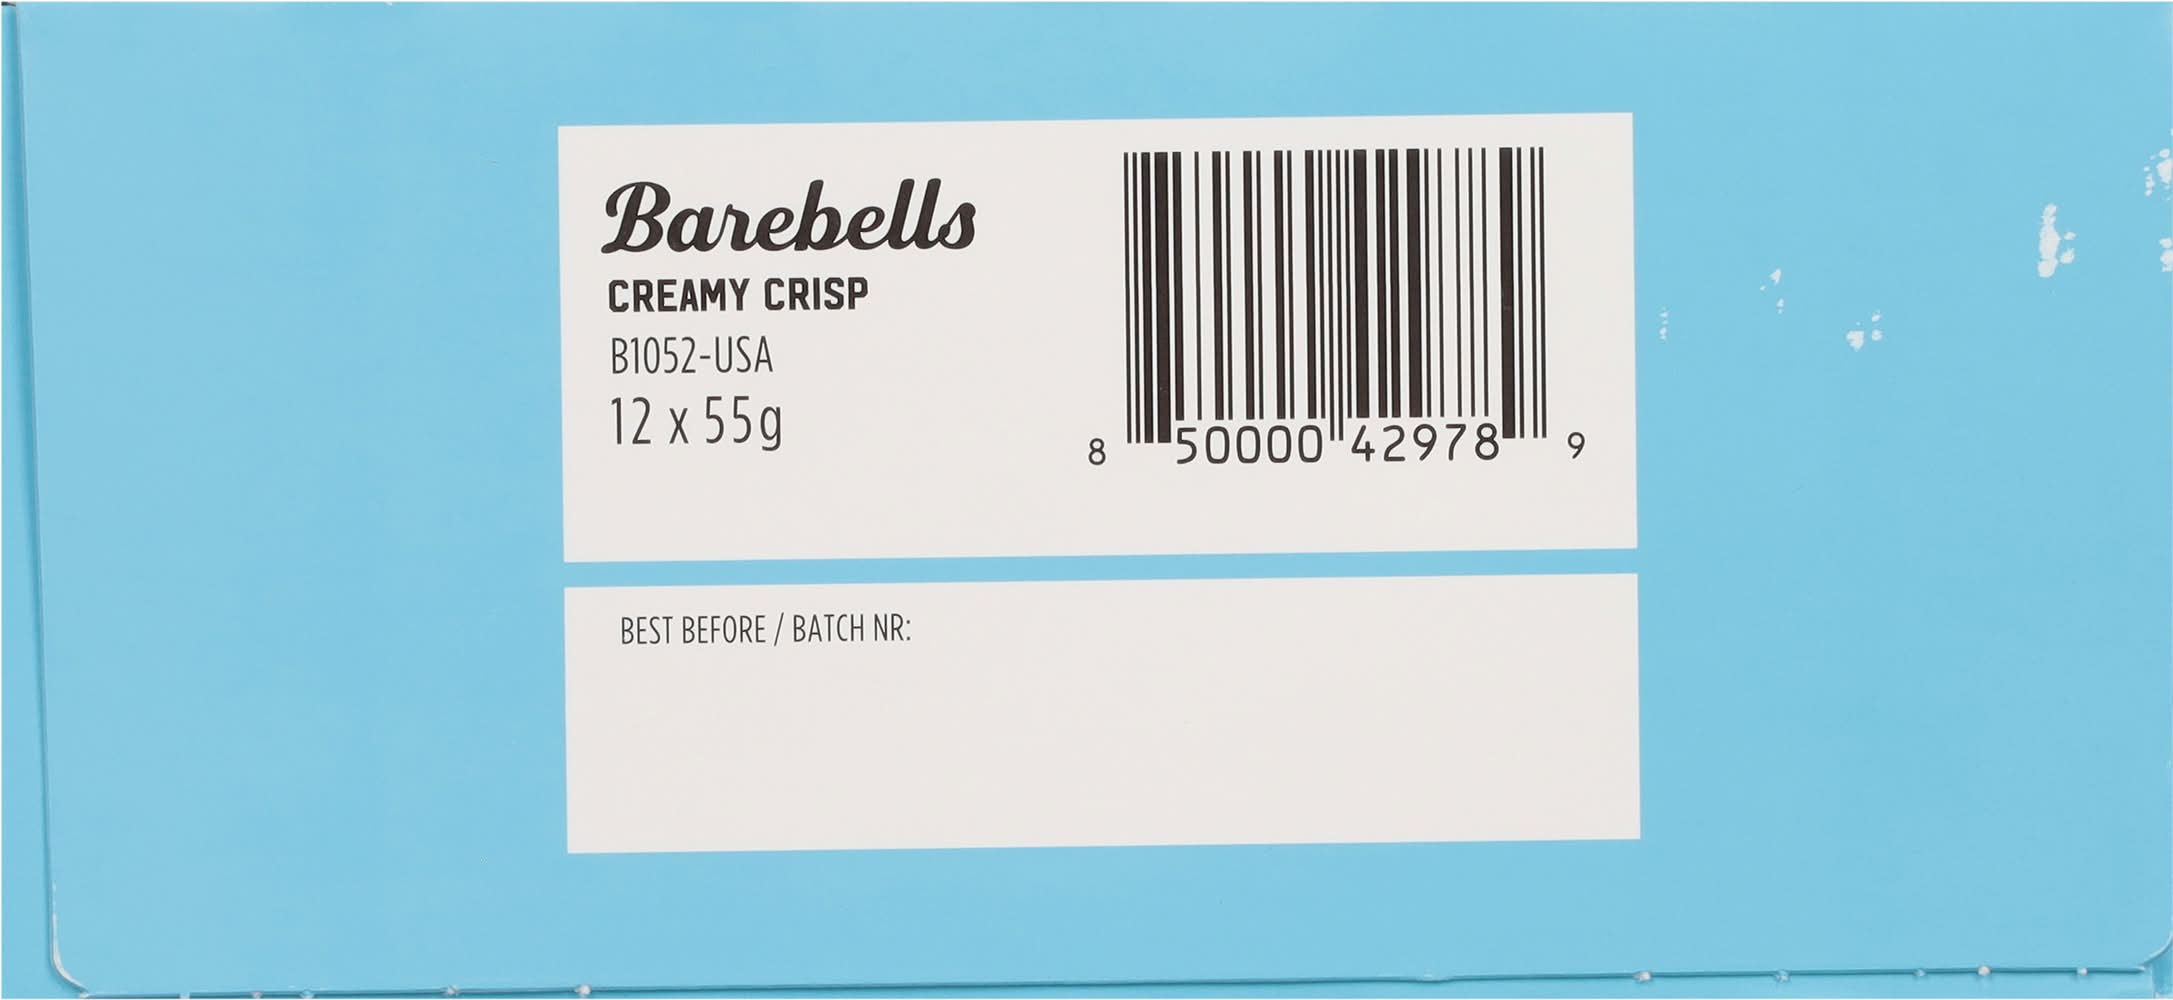 Barebells
CREAMY CRISP
B1052-USA
12 x 55g
8 50000 42978 9
BEST BEFORE / BATCH NR: